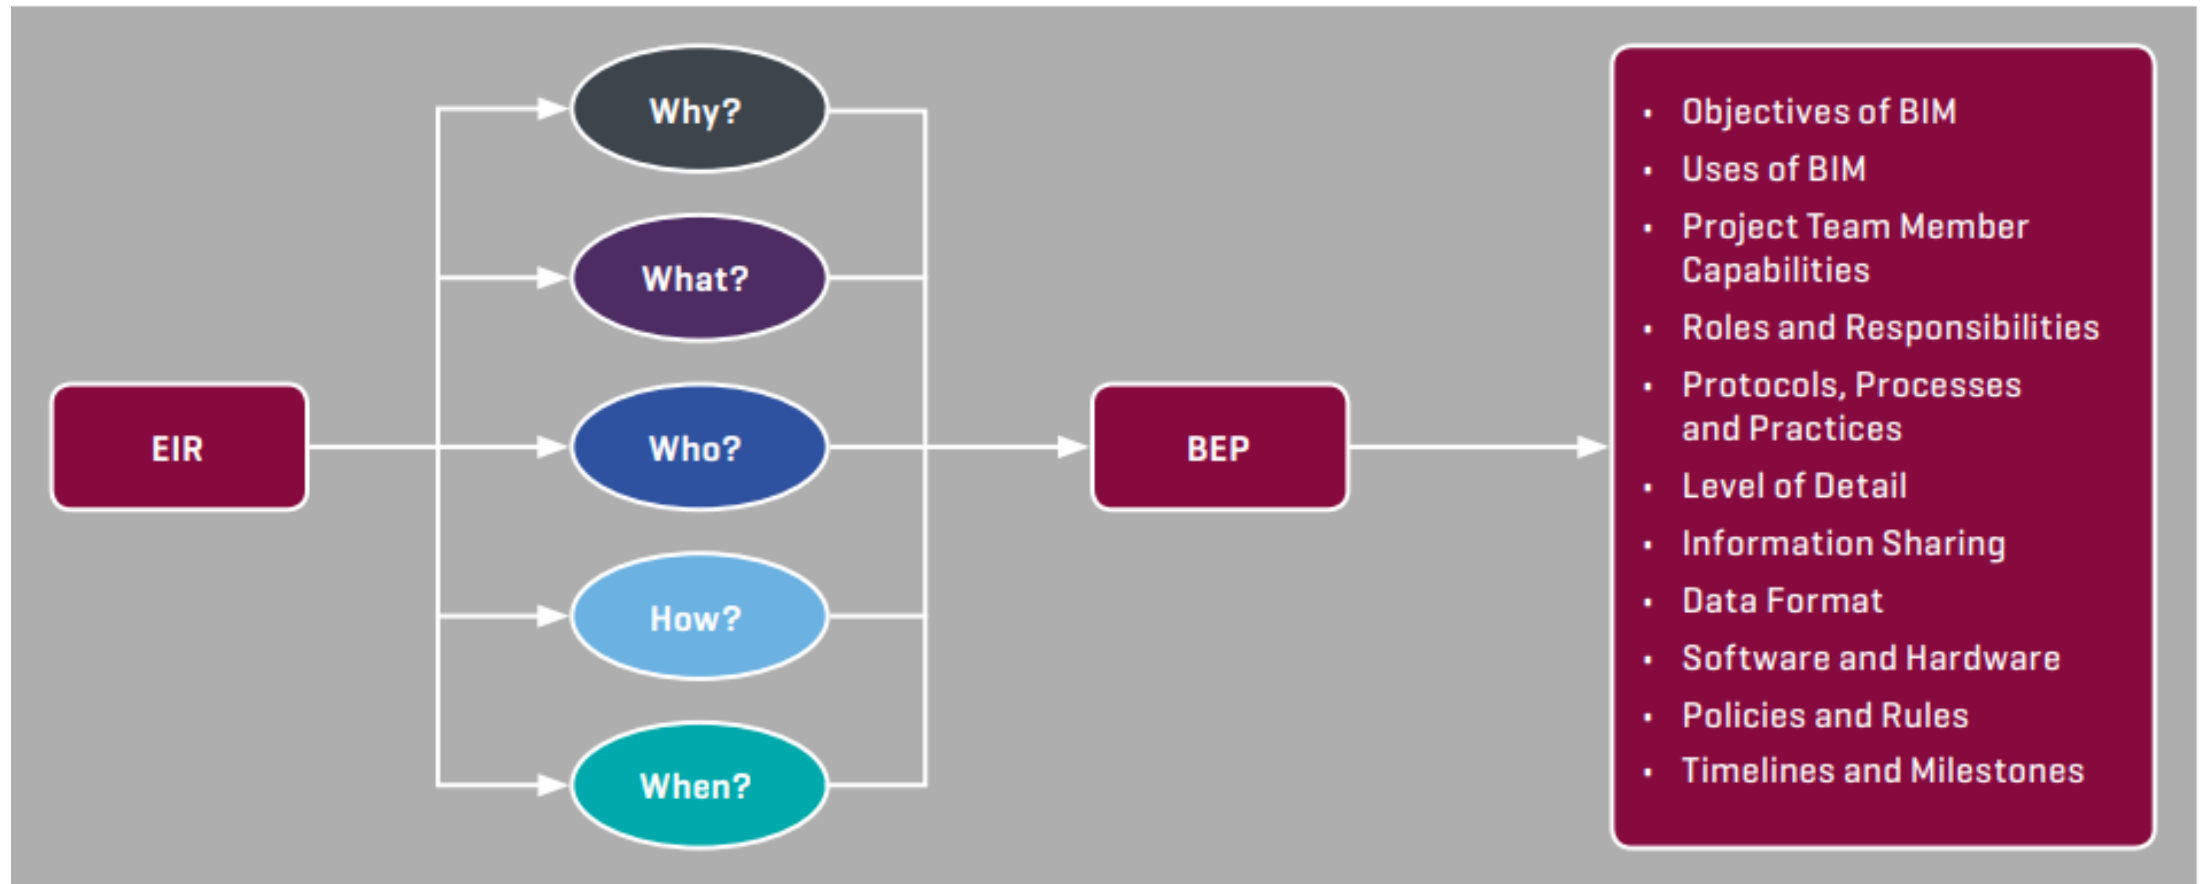 EIR
Why?
What?
Who?
How?
When?
BEP
• Objectives of BIM
• Uses of BIM
• Project Team Member
Capabilities
• Roles and Responsibilities
• Protocols, Processes
and Practices
• Level of Detail
• Information Sharing
• Data Format
• Software and Hardware
• Policies and Rules
• Timelines and Milestones